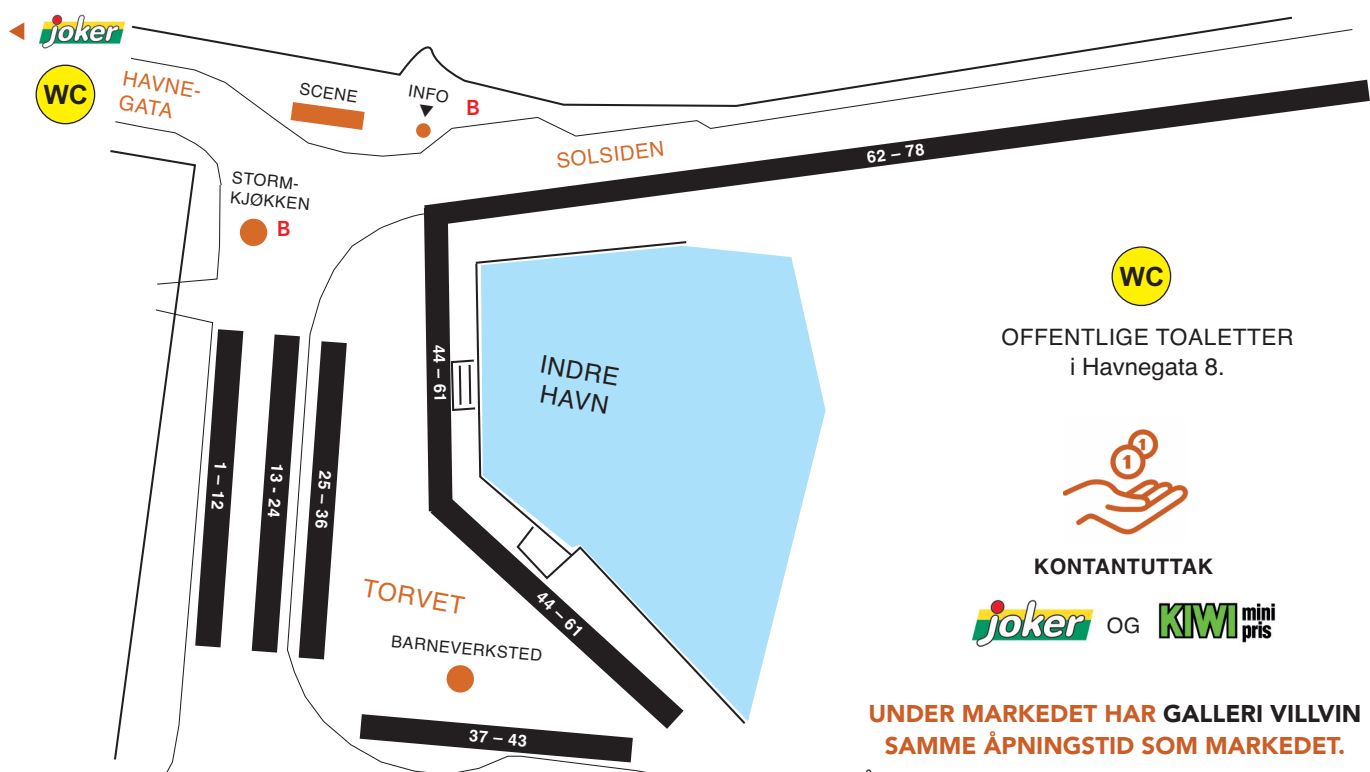 joker
WC
HAVNE-
GATA
SCENE
INFO
B
SOLSIDEN
62 – 78
STORM-
KJØKKEN
B
44 – 61
INDRE
HAVN
1 – 12
13 - 24
25 – 36
TORVET
BARNEVERKSTED
44 – 61
37 – 43
WC
OFFENTLIGE TOALETTER
i Havnegata 8.
1
1
KONTANTUTTAK
joker OG KIWI mini
pris
UNDER MARKEDET HAR GALLERI VILLVIN
SAMME ÅPNINGSTID SOM MARKEDET.